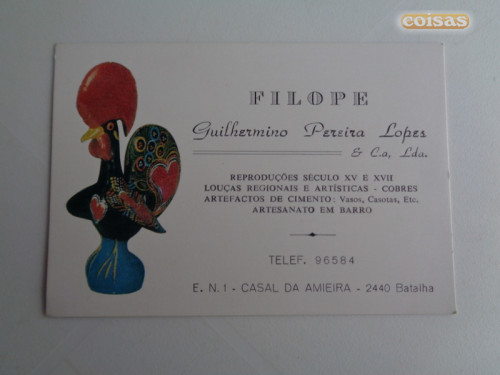 coisas
FILOPE
Guilhermino Pereira Lopes
& C.a, Lda.
REPRODUÇÕES SÉCULO XV E XVII
LOUÇAS REGIONAIS E ARTÍSTICAS - COBRES
ARTEFACTOS DE CIMENTO: Vasos, Casotas, Etc.
ARTESANATO EM BARRO
TELEF. 96584
E. N. 1 - CASAL DA AMIEIRA - 2440 Batalha